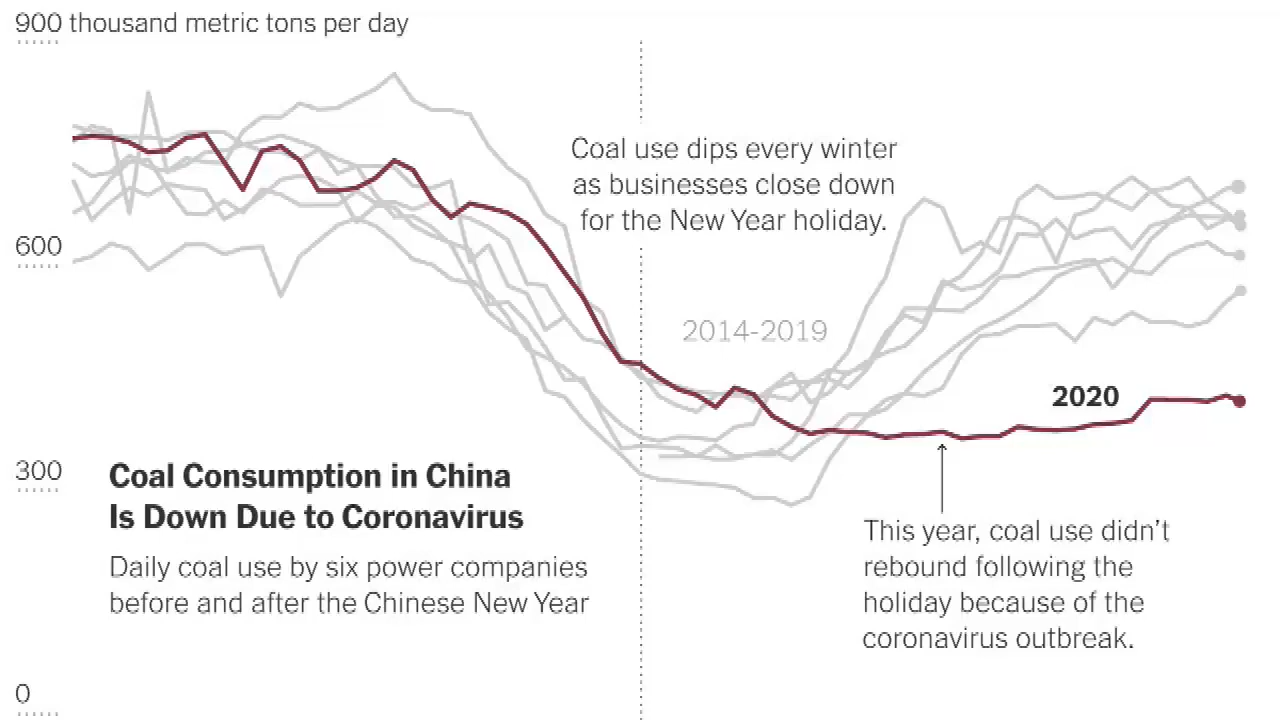 900 thousand metric tons per day
Coal use dips every winter
as businesses close down
for the New Year holiday.
600
2014-2019
2020
300
Coal Consumption in China
Is Down Due to Coronavirus
Daily coal use by six power companies
before and after the Chinese New Year
This year, coal use didn’t
rebound following the
holiday because of the
coronavirus outbreak.
0